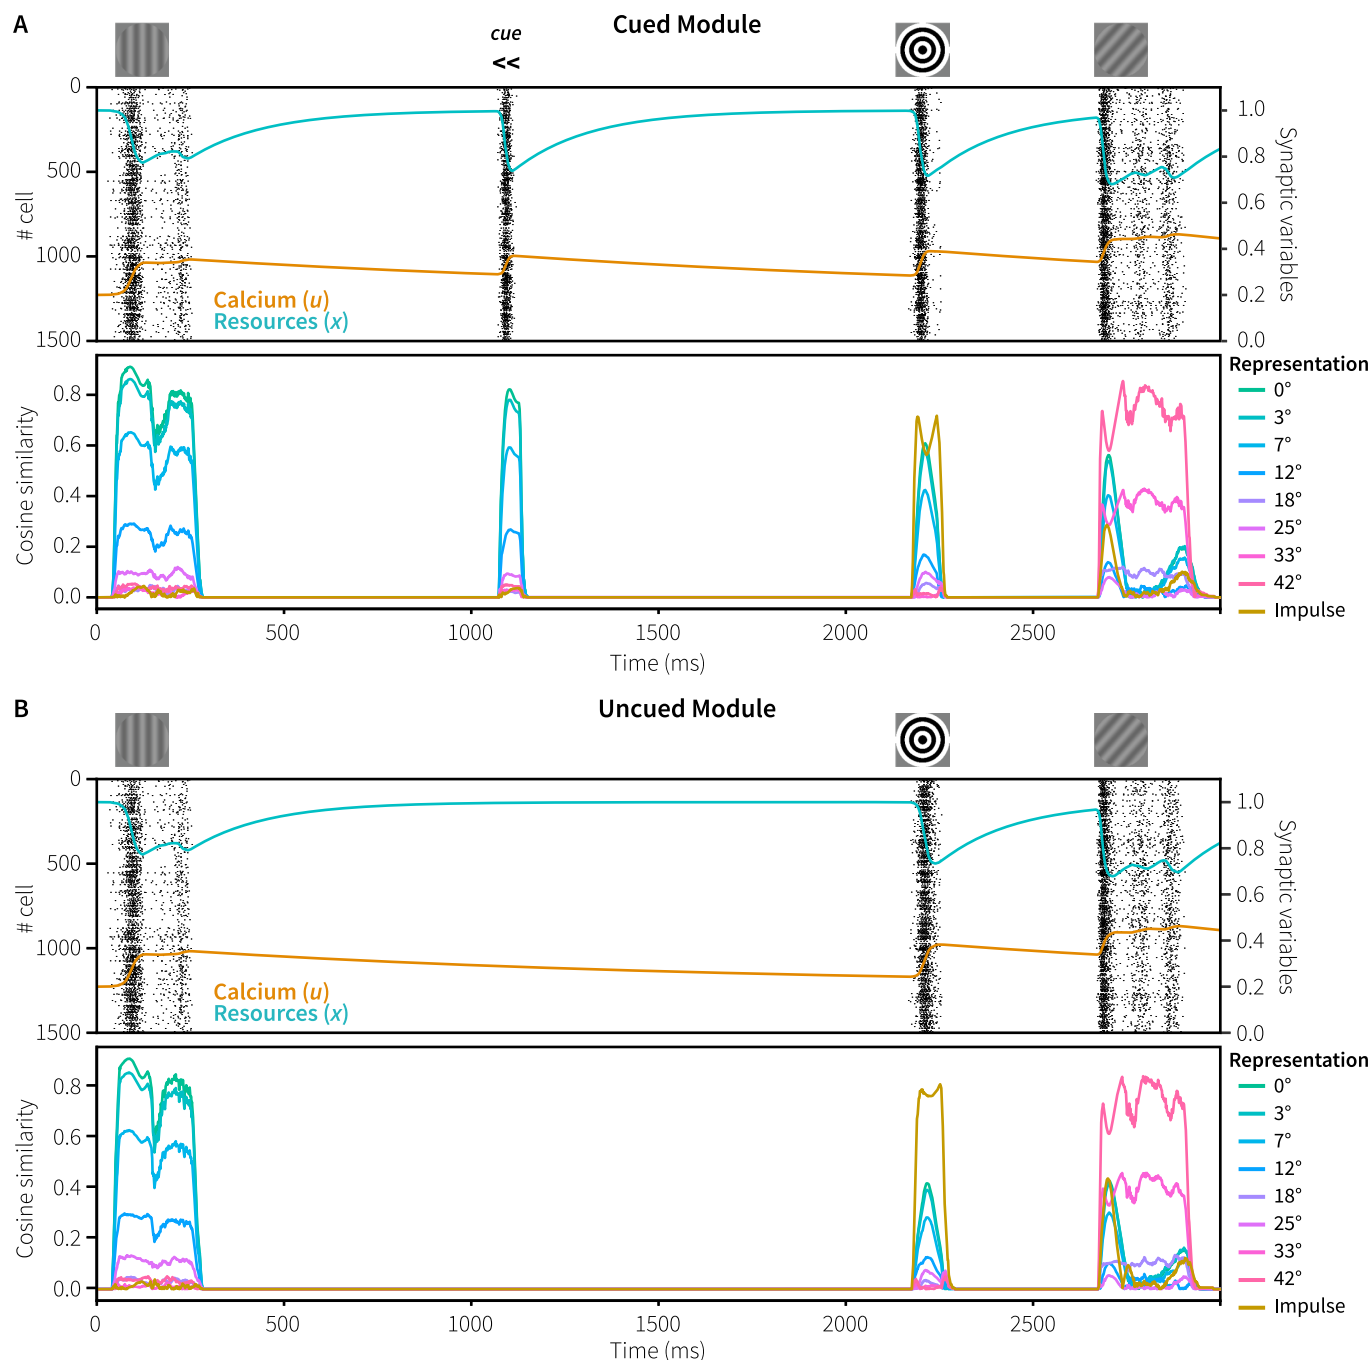 A
Cued Module
cue
<<
0
500
1000
1500
# cell
1.0
0.8
0.6
0.4
0.2
0.0
Synaptic variables
Calcium (u)
Resources (x)
0.8
0.6
0.4
0.2
0.0
Cosine similarity
0
500
1000
1500
2000
2500
Time (ms)
Representation
0°
3°
7°
12°
18°
25°
33°
42°
Impulse
B
Uncued Module
0
500
1000
1500
# cell
1.0
0.8
0.6
0.4
0.2
0.0
Synaptic variables
Calcium (u)
Resources (x)
0.8
0.6
0.4
0.2
0.0
Cosine similarity
0
500
1000
1500
2000
2500
Time (ms)
Representation
0°
3°
7°
12°
18°
25°
33°
42°
Impulse